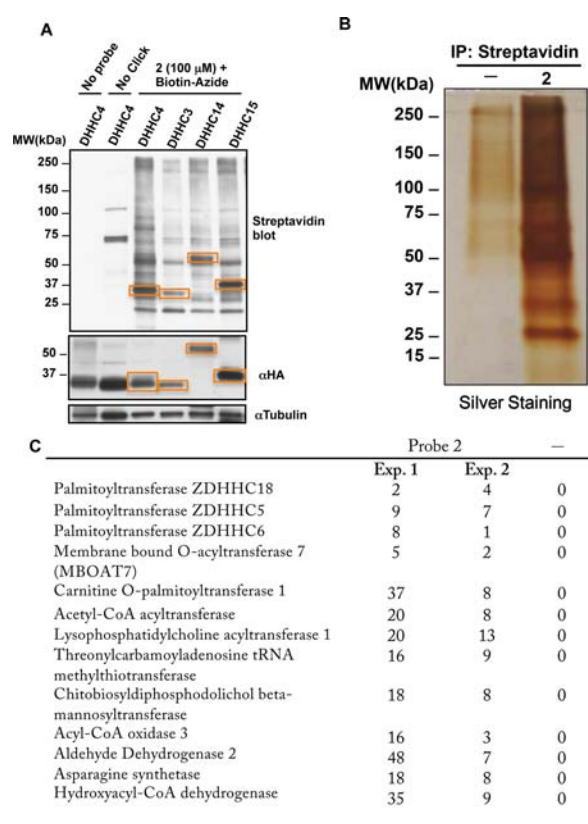 A
No probe
No Click
2 (100 μM) +
Biotin-Azide
DHHC4
DHHC4
DHHC4
DHHC3
DHHC14
DHHC15
MW(kDa)
250
150
100
75
50
37
25
Streptavidin
blot
50
37
αHA
αTubulin
B
IP: Streptavidin
MW(kDa) — 2
250
150
100
75
50
37
25
15
Silver Staining
C
Probe 2 —
Exp. 1 Exp. 2
Palmitoyltransferase ZDHHC18 2 4 0
Palmitoyltransferase ZDHHC5 9 7 0
Palmitoyltransferase ZDHHC6 8 1 0
Membrane bound O-acyltransferase 7 5 2 0
(MBOAT7)
Carnitine O-palmitoyltransferase 1 37 8 0
Acetyl-CoA acyltransferase 20 8 0
Lysophosphatidylcholine acyltransferase 1 20 13 0
Threonylcarbamoyladenosine tRNA 16 9 0
methylthiotransferase
Chitobiosyldiphosphodolichol beta- 18 8 0
mannosyltransferase
Acyl-CoA oxidase 3 16 3 0
Aldehyde Dehydrogenase 2 48 7 0
Asparagine synthetase 18 8 0
Hydroxyacyl-CoA dehydrogenase 35 9 0